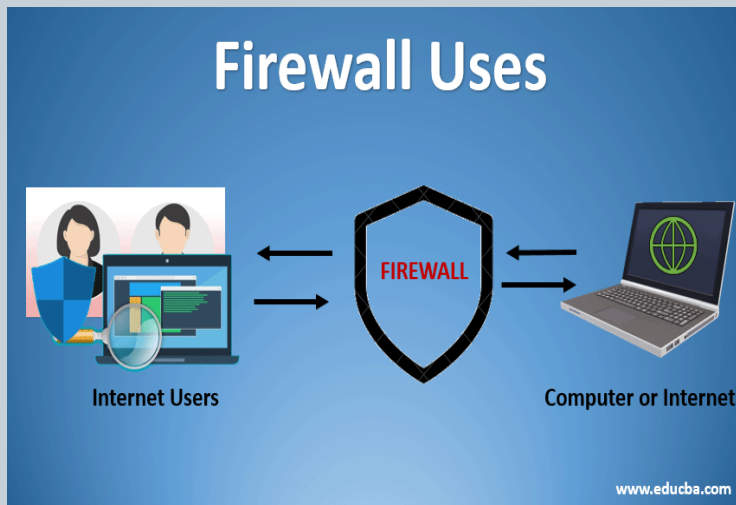 Firewall Uses
FIREWALL
Internet Users
Computer or Internet
www.educba.com